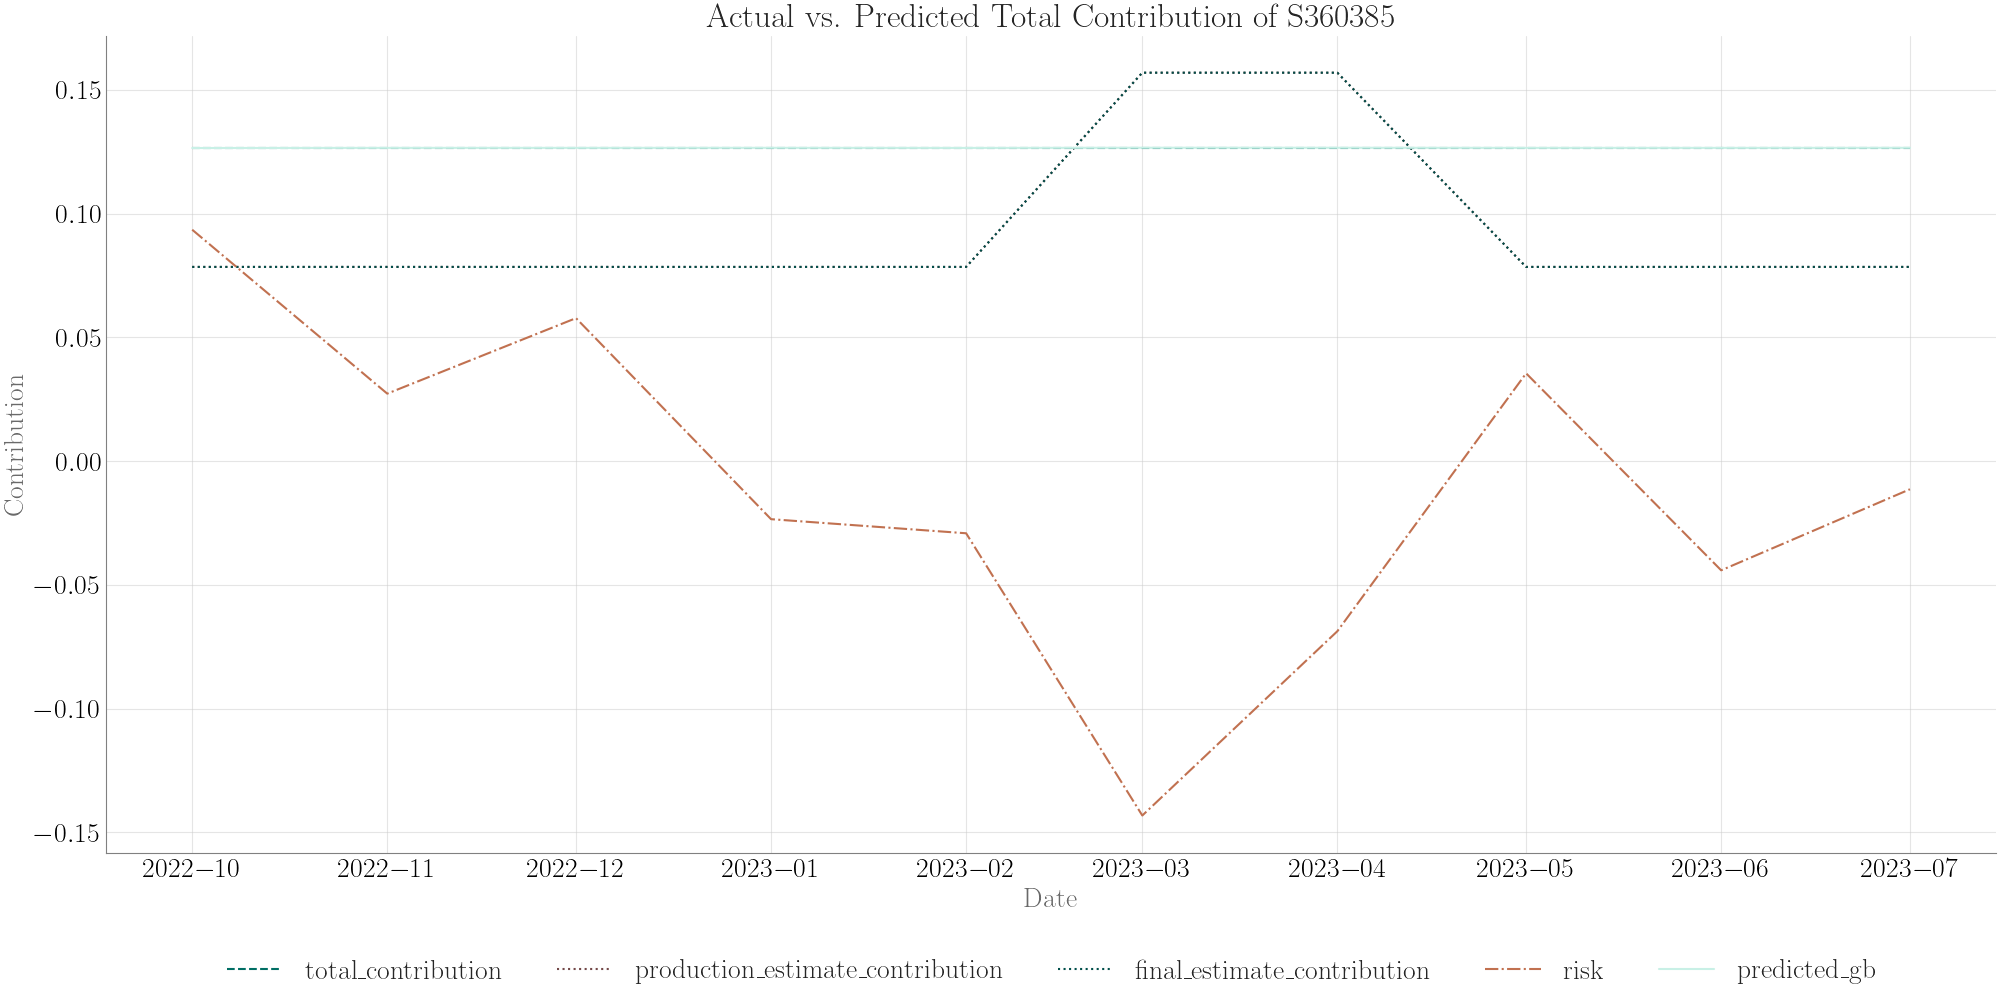 Actual vs. Predicted Total Contribution of S360385
Contribution
0.15
0.10
0.05
0.00
−0.05
−0.10
−0.15
2022−10 2022−11 2022−12 2023−01 2023−02 2023−03 2023−04 2023−05 2023−06 2023−07
Date
total_contribution production_estimate_contribution final_estimate_contribution risk predicted_gb